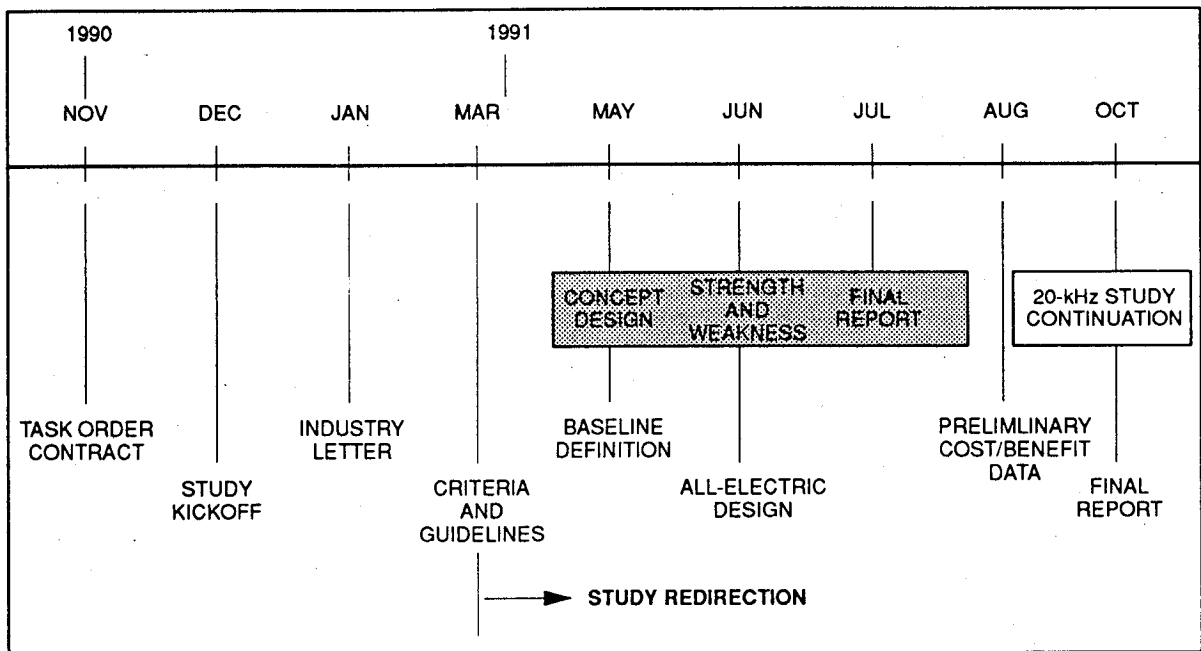 1990
1991
NOV DEC JAN MAR MAY JUN JUL AUG OCT
CONCEPT
DESIGN
STRENGTH
AND
WEAKNESS
FINAL
REPORT
20-kHz STUDY
CONTINUATION
TASK ORDER
CONTRACT
STUDY
KICKOFF
INDUSTRY
LETTER
CRITERIA
AND
GUIDELINES
BASELINE
DEFINITION
ALL-ELECTRIC
DESIGN
PRELIMLINARY
COST/BENEFIT
DATA
FINAL
REPORT
STUDY REDIRECTION